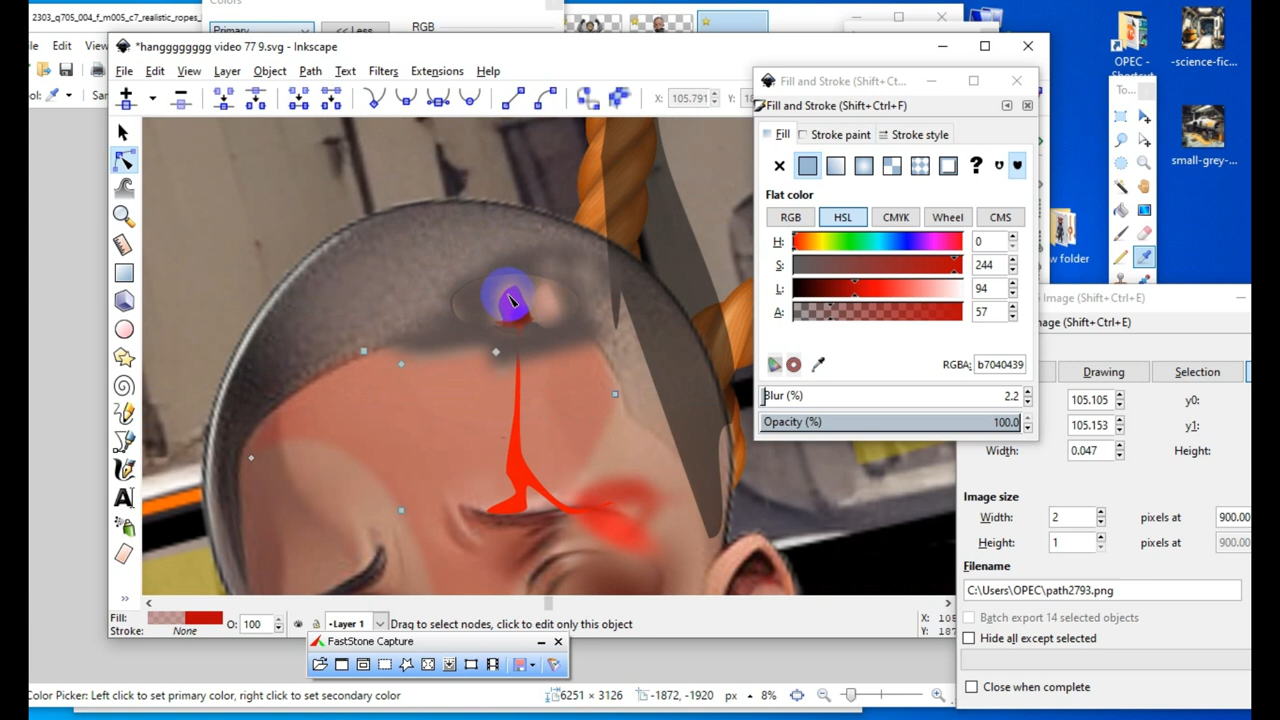 2303_q705_004_f_m005_c7_realistic_ropes_
Colors
Primary
<< Less
RGB
*hangggggggg video 77 9.svg - Inkscape
Edit View
File Edit View Layer Object Path Text Filters Extensions Help
X: 105.791
Fill and Stroke (Shift+Ct...
Fill and Stroke (Shift+Ctrl+F)
Fill Stroke paint Stroke style
Flat color
RGB HSL CMYK Wheel CMS
H: 0
S: 244
L: 94
A: 57
RGBA: b7040439
Blur (%) 2.2
Opacity (%) 100.0
OPEC -
Shortcut
-science-fic...
To...
small-grey-...
w folder
Image (Shift+Ctrl+E)
mage (Shift+Ctrl+E)
Drawing Selection
105.105 y0:
105.153 y1:
Width: 0.047 Height:
Image size
Width: 2 pixels at 900.00
Height: 1 pixels at 900.00
Filename
C:\Users\OPEC\path2793.png
Batch export 14 selected objects
Hide all except selected
Close when complete
Fill:
Stroke: None
O: 100
Layer 1
Drag to select nodes, click to edit only this object
FastStone Capture
Color Picker: Left click to set primary color, right click to set secondary color
6251 × 3126
-1872, -1920
px
8%